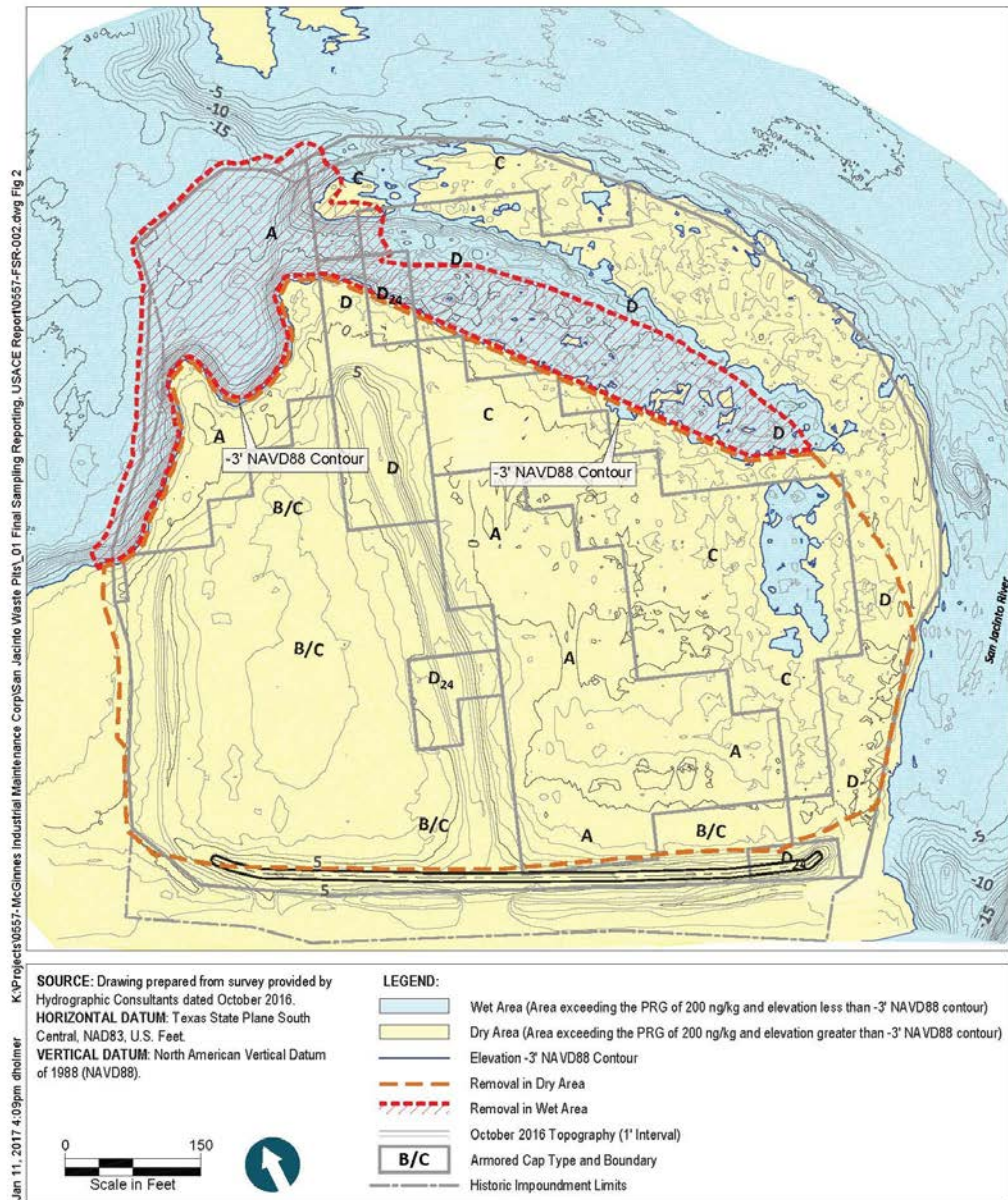 -5
-10
-15
C
C
A
D
D
D24
D
5
C
A
-3' NAVD88 Contour
-3' NAVD88 Contour
D
D
B/C
A
C
D
San Jacinto River
B/C
A
D24
C
A
D
B/C
A
B/C
-5
5
D24
-10
5
-15
Jan 11, 2017 4:09pm dholmer K:\Projects\0557-McGinnes Industrial Maintenance Corp\San Jacinto Waste Pits\_01 Final Sampling Reporting, USACE Report\0557-FSR-002.dwg Fig 2
SOURCE: Drawing prepared from survey provided by
Hydrographic Consultants dated October 2016.
HORIZONTAL DATUM: Texas State Plane South
Central, NAD83, U.S. Feet.
VERTICAL DATUM: North American Vertical Datum
of 1988 (NAVD88).
0 150
Scale in Feet
LEGEND:
Wet Area (Area exceeding the PRG of 200 ng/kg and elevation less than -3' NAVD88 contour)
Dry Area (Area exceeding the PRG of 200 ng/kg and elevation greater than -3' NAVD88 contour)
Elevation -3' NAVD88 Contour
Removal in Dry Area
Removal in Wet Area
October 2016 Topography (1' Interval)
B/C Armored Cap Type and Boundary
Historic Impoundment Limits